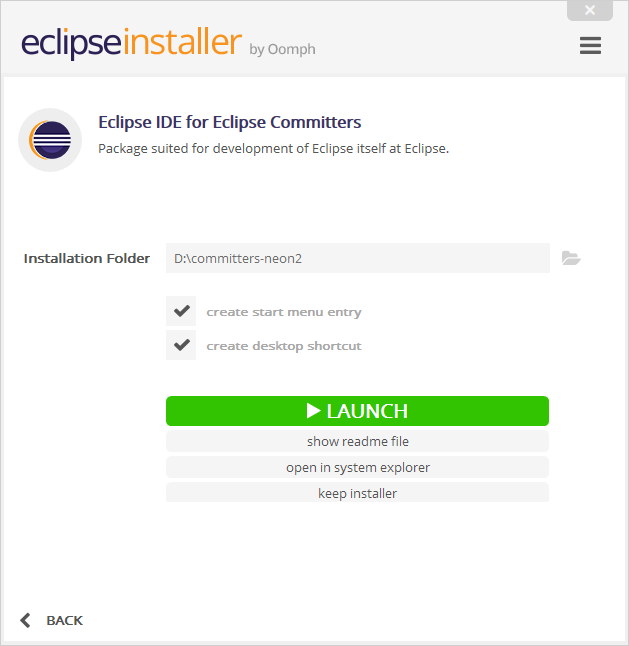 eclipseinstaller by Oomph
Eclipse IDE for Eclipse Committers
Package suited for development of Eclipse itself at Eclipse.
Installation Folder D:\committers-neon2
create start menu entry
create desktop shortcut
LAUNCH
show readme file
open in system explorer
keep installer
BACK